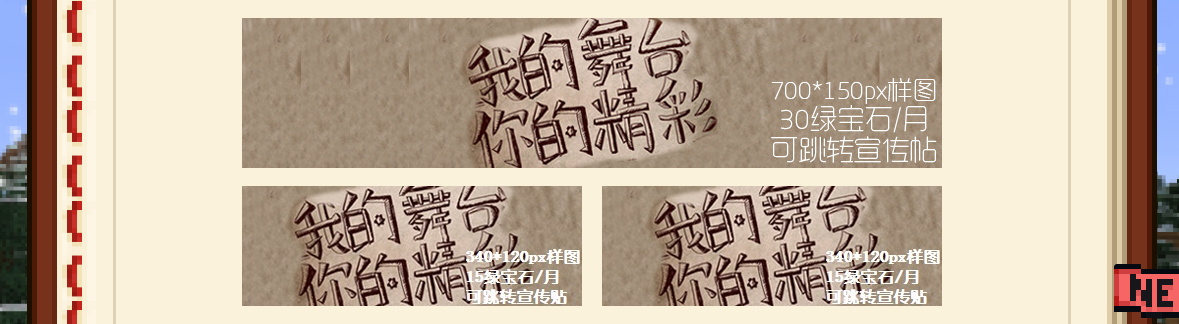 我的舞台
你的精彩
700*150px样图
30绿宝石/月
可跳转宣传帖
我的舞台
你的精彩
340*120px样图
15绿宝石/月
可跳转宣传贴
我的舞台
你的精彩
340*120px样图
15绿宝石/月
可跳转宣传贴
NE